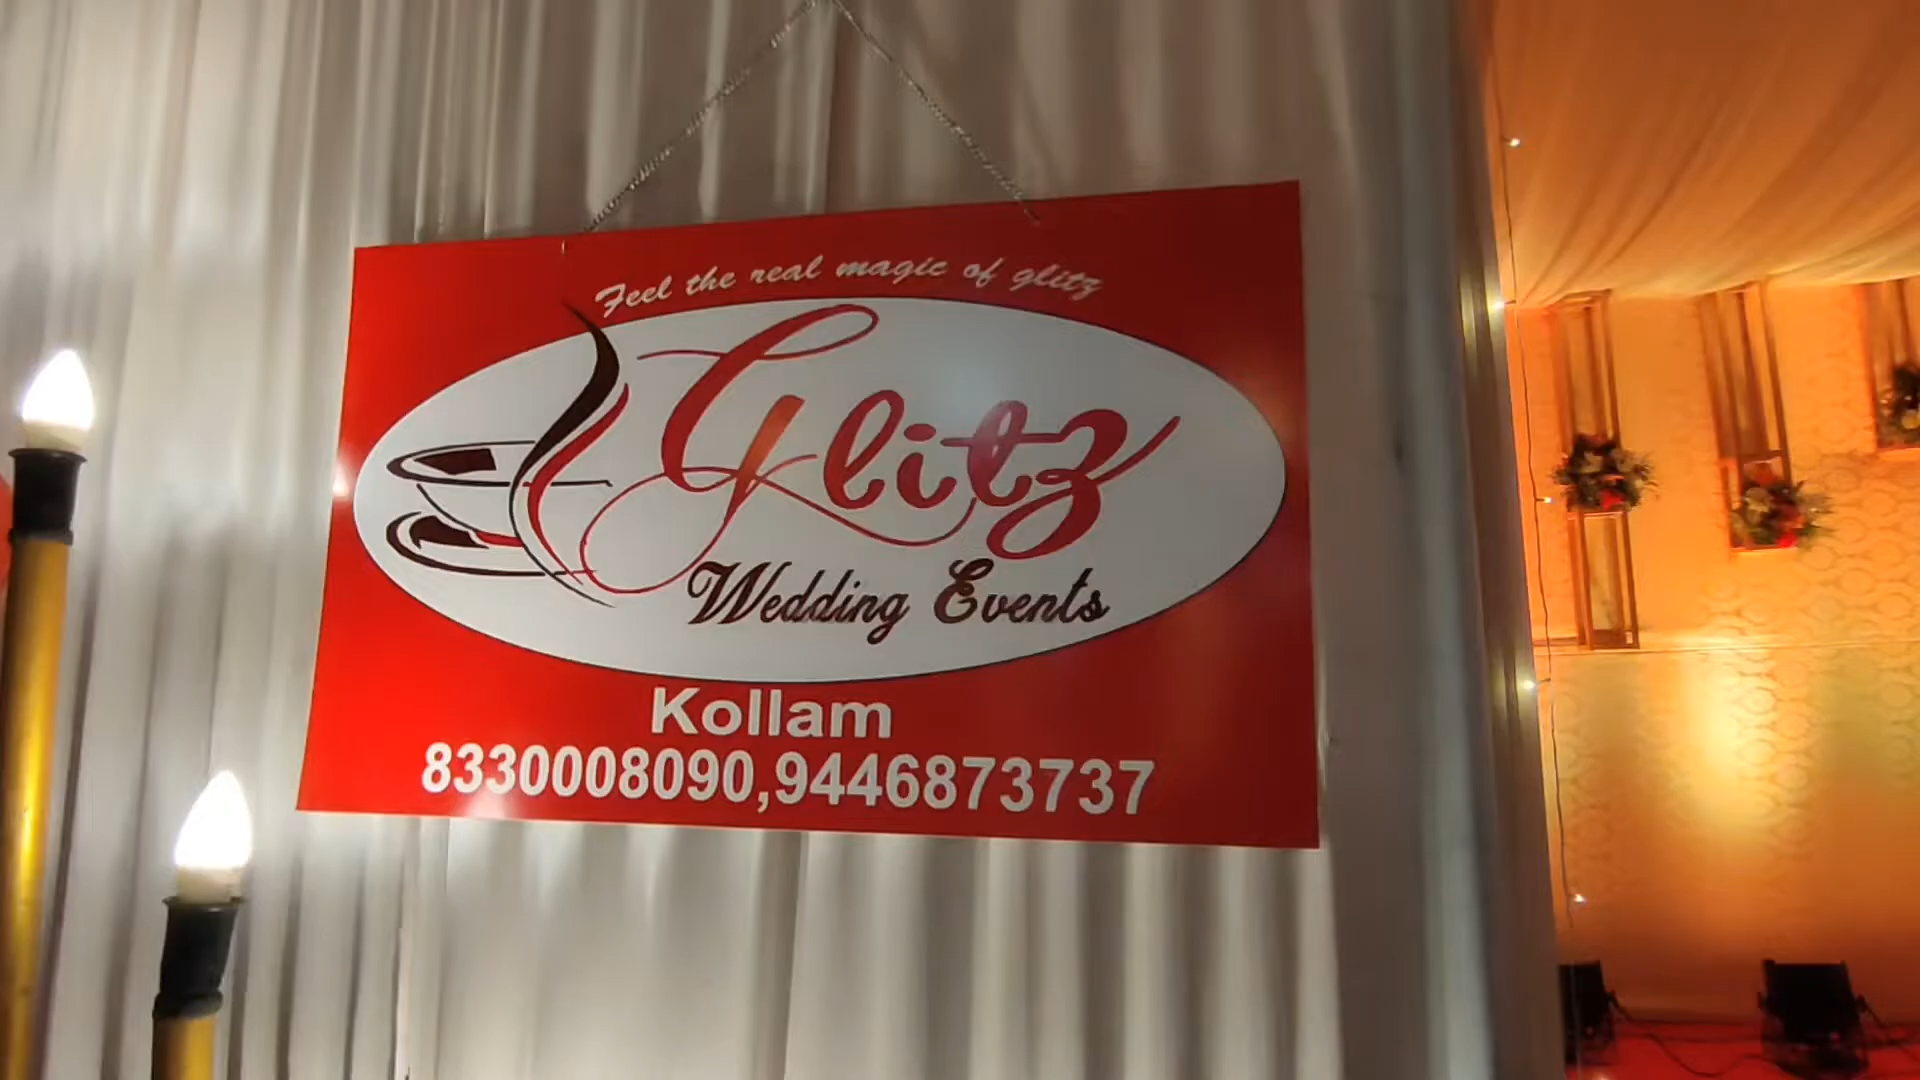 Feel the real magic of glitz
Glitz
Wedding Events
Kollam
8330008090,9446873737